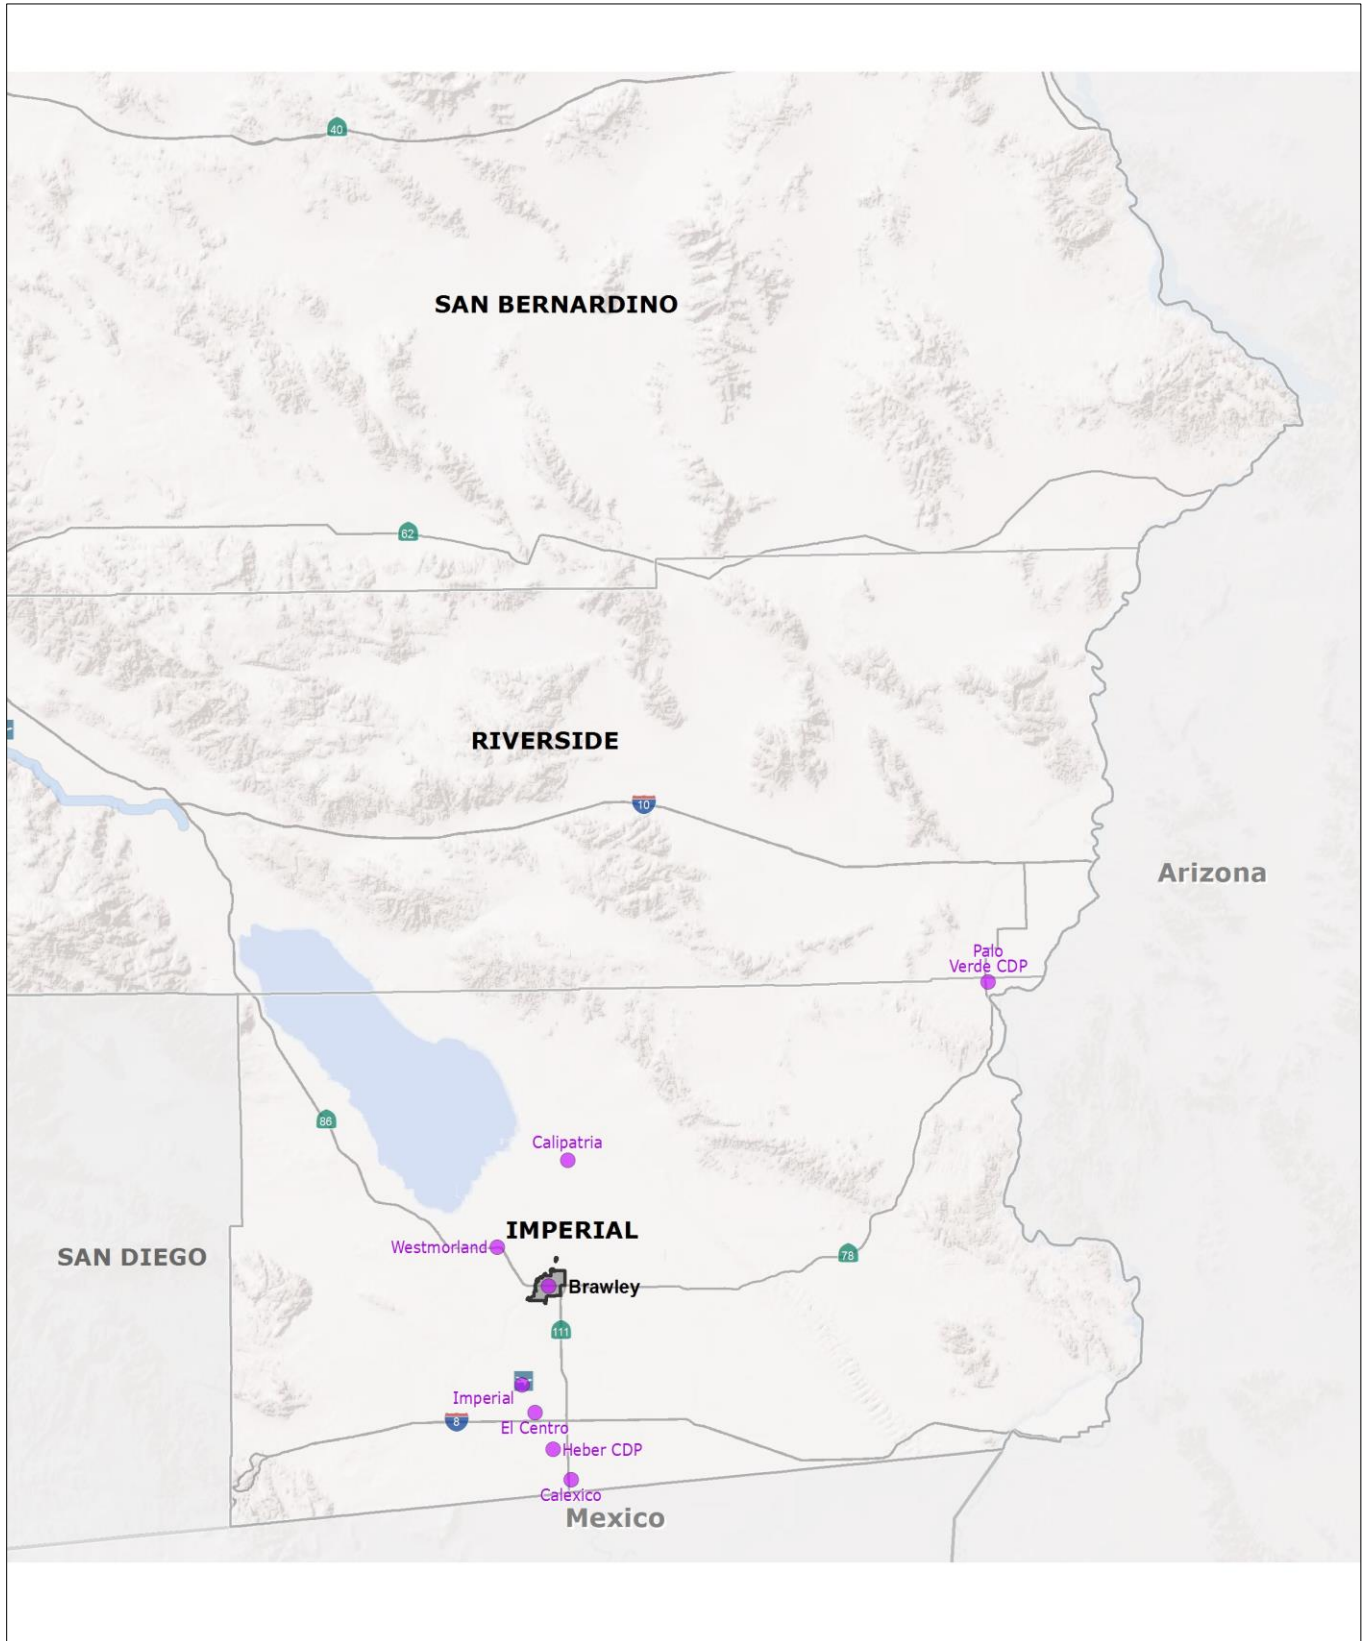 40
SAN BERNARDINO
62
RIVERSIDE
10
Arizona
Palo
Verde CDP
86
Calipatria
IMPERIAL
Westmorland
SAN DIEGO
78
Brawley
111
Imperial
8
El Centro
Heber CDP
Calexico
Mexico